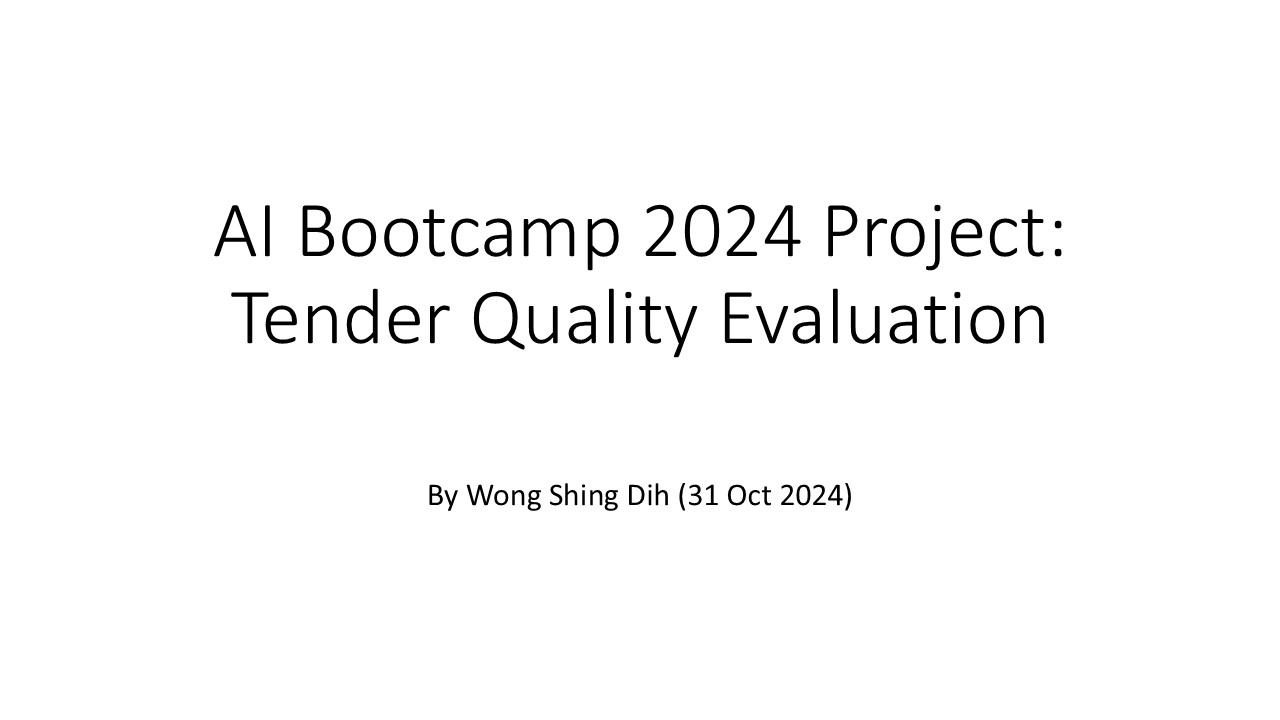 AI Bootcamp 2024 Project:
Tender Quality Evaluation
By Wong Shing Dih (31 Oct 2024)